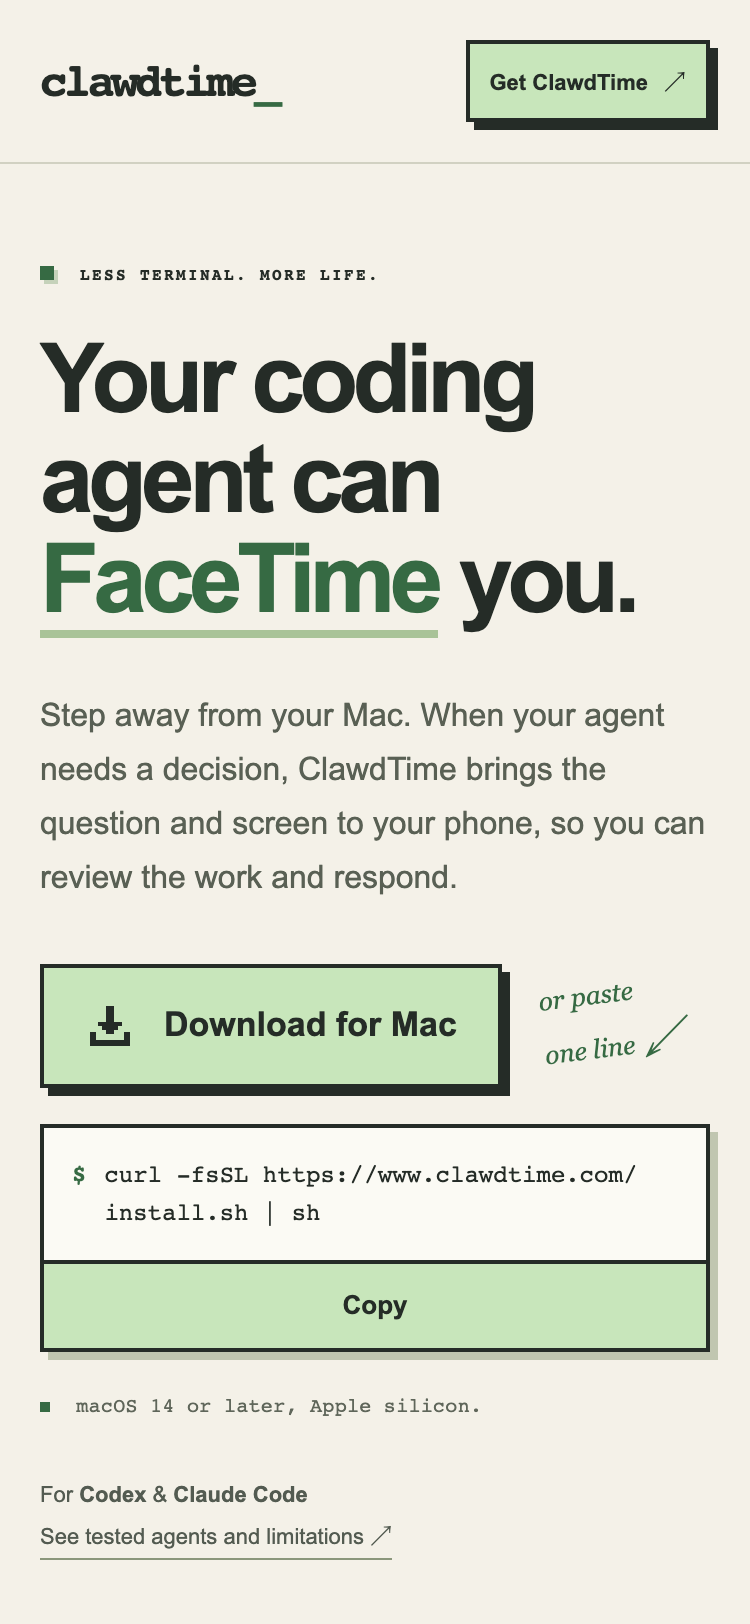 clawdtime_
Get ClawdTime ↗
LESS TERMINAL. MORE LIFE.
Your coding
agent can
FaceTime you.
Step away from your Mac. When your agent
needs a decision, ClawdTime brings the
question and screen to your phone, so you can
review the work and respond.
Download for Mac
or paste
one line ↙
$ curl -fsSL https://www.clawdtime.com/
install.sh | sh
Copy
macOS 14 or later, Apple silicon.
For Codex & Claude Code
See tested agents and limitations ↗